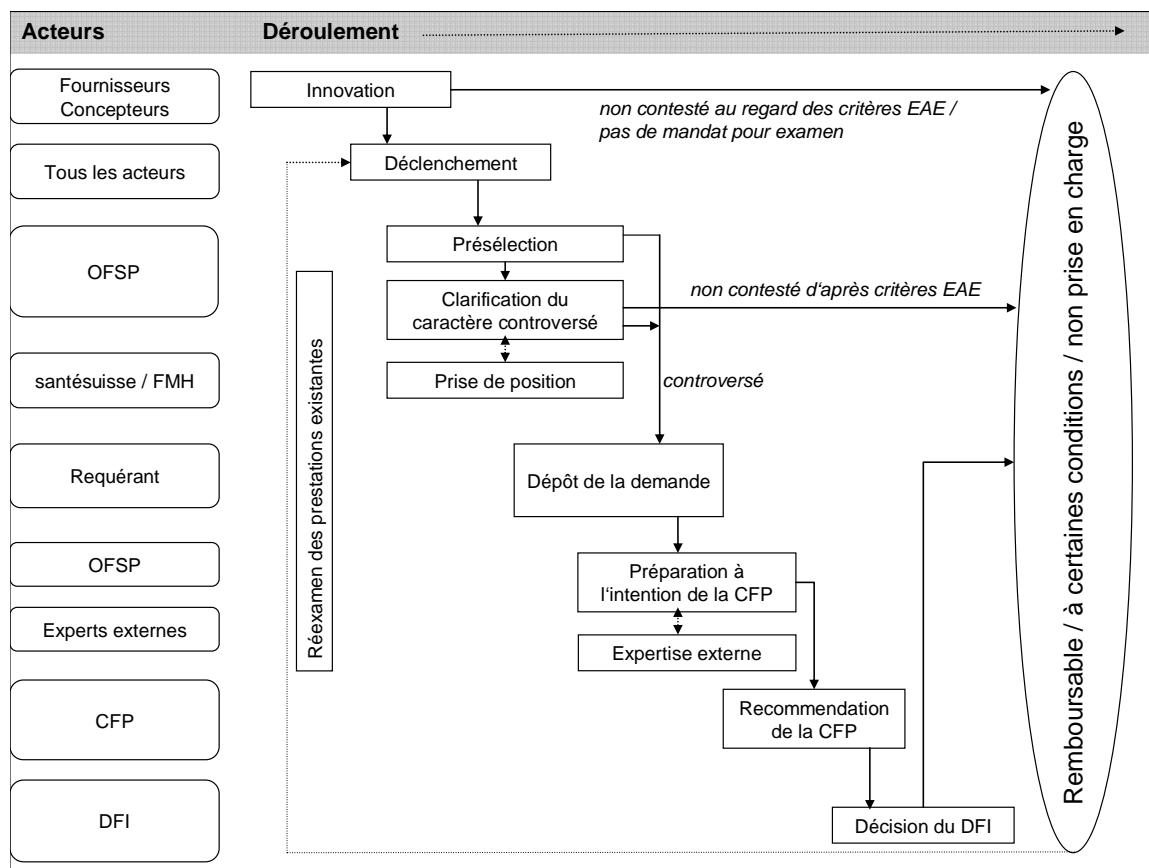 Acteurs
Déroulement
Fournisseurs
Concepteurs
Innovation
non contesté au regard des critères EAE /
pas de mandat pour examen
Tous les acteurs
Déclenchement
OFSP
Présélection
Clarification du
caractère controversé
non contesté d‘après critères EAE
santésuisse / FMH
Prise de position
controversé
Requérant
Dépôt de la demande
OFSP
Préparation à
l‘intention de la CFP
Experts externes
Expertise externe
CFP
Recommendation
de la CFP
DFI
Décision du DFI
Réexamen des prestations existantes
Remboursable / à certaines conditions / non prise en charge